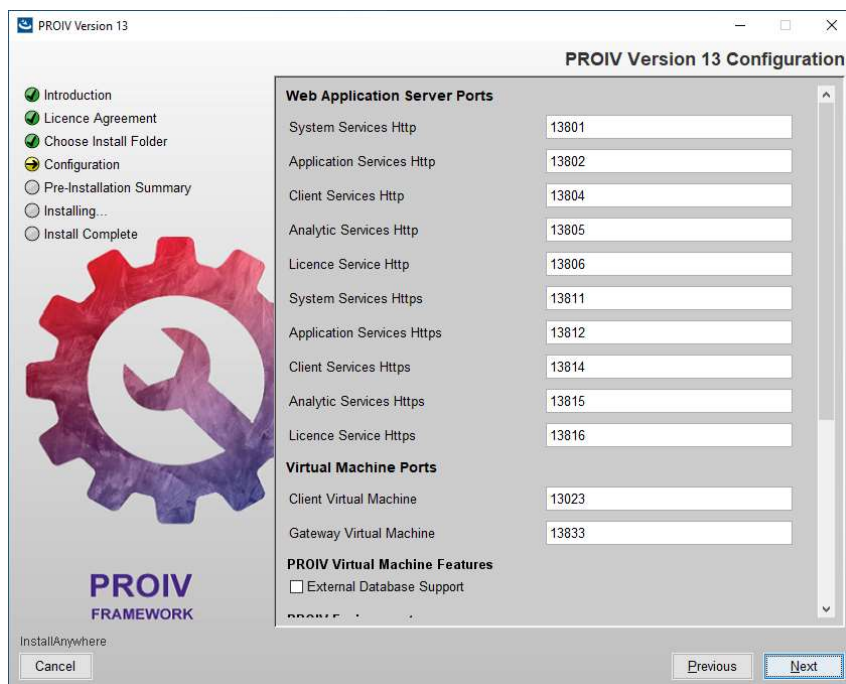 PROIV Version 13
PROIV Version 13 Configuration
Introduction
Licence Agreement
Choose Install Folder
Configuration
Pre-Installation Summary
Installing...
Install Complete
PROIV
FRAMEWORK
Web Application Server Ports
System Services Http 13801
Application Services Http 13802
Client Services Http 13804
Analytic Services Http 13805
Licence Service Http 13806
System Services Https 13811
Application Services Https 13812
Client Services Https 13814
Analytic Services Https 13815
Licence Service Https 13816
Virtual Machine Ports
Client Virtual Machine 13023
Gateway Virtual Machine 13833
PROIV Virtual Machine Features
External Database Support
InstallAnywhere
Cancel Previous Next